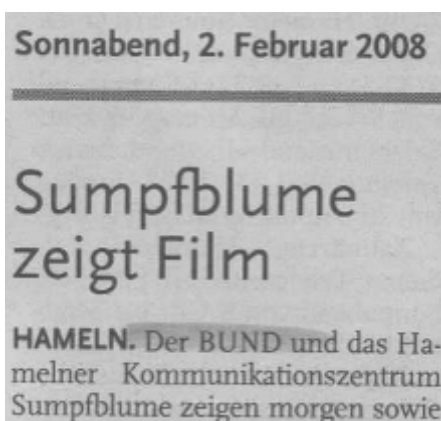 Sonnabend, 2. Februar 2008
Sumpfblume
zeigt Film
HAMELN. Der BUND und das Ha-
melner Kommunikationszentrum
Sumpfblume zeigen morgen sowie